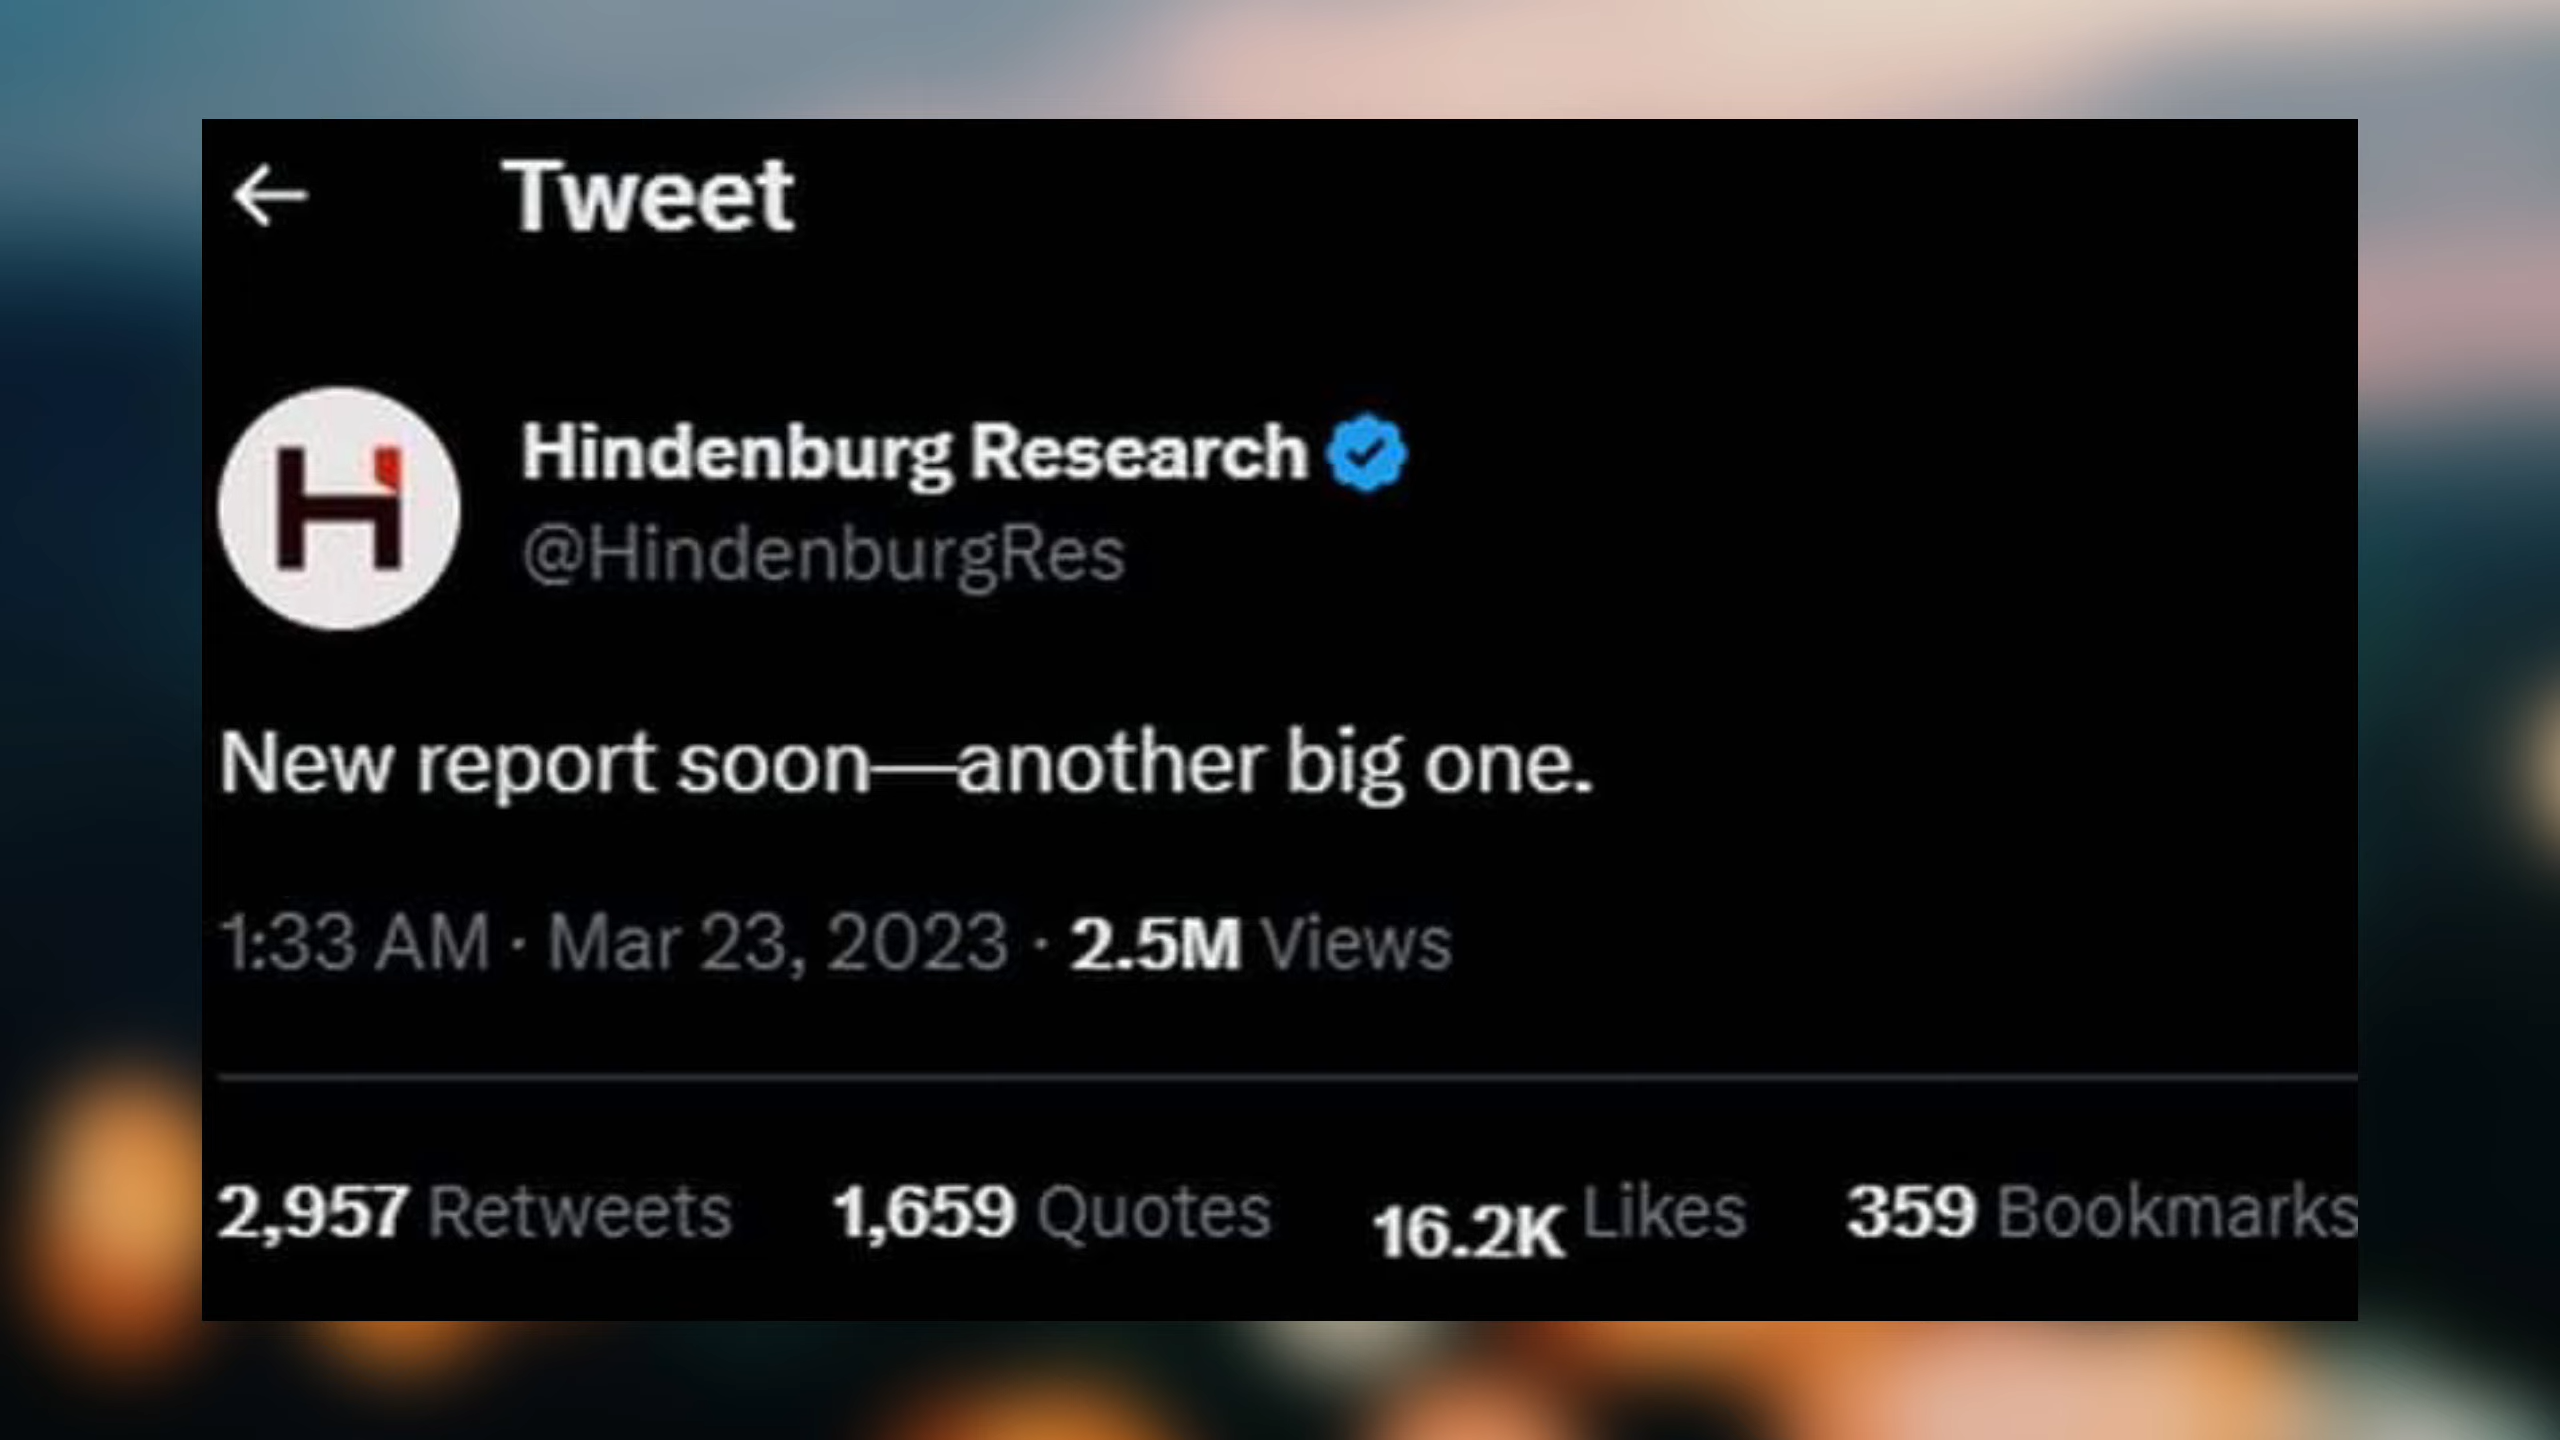 Tweet
Hindenburg Research
@HindenburgRes
New report soon—another big one.
1:33 AM · Mar 23, 2023 · 2.5M Views
2,957 Retweets 1,659 Quotes 16.2K Likes 359 Bookmarks